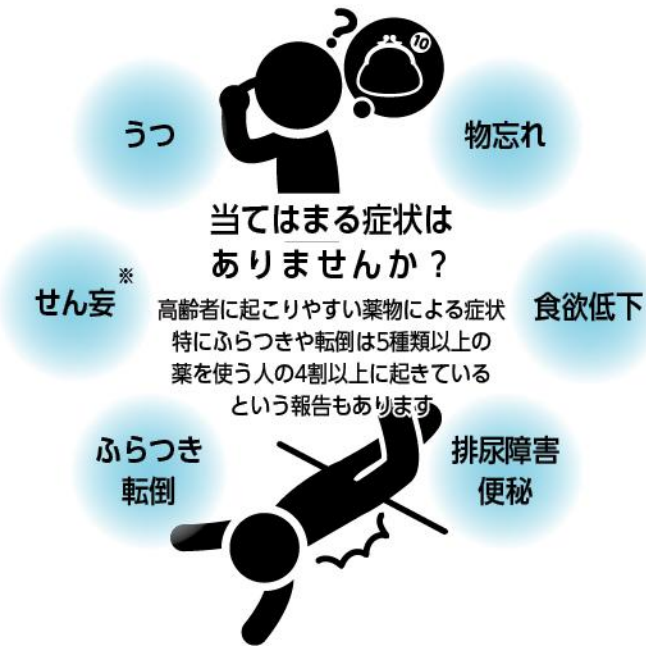 ?
10
うつ
物忘れ
当てはまる症状は
ありませんか?
せん妄※
高齢者に起こりやすい薬物による症状
特にふらつきや転倒は5種類以上の
薬を使う人の4割以上に起きている
という報告もあります
食欲低下
ふらつき
転倒
排尿障害
便秘